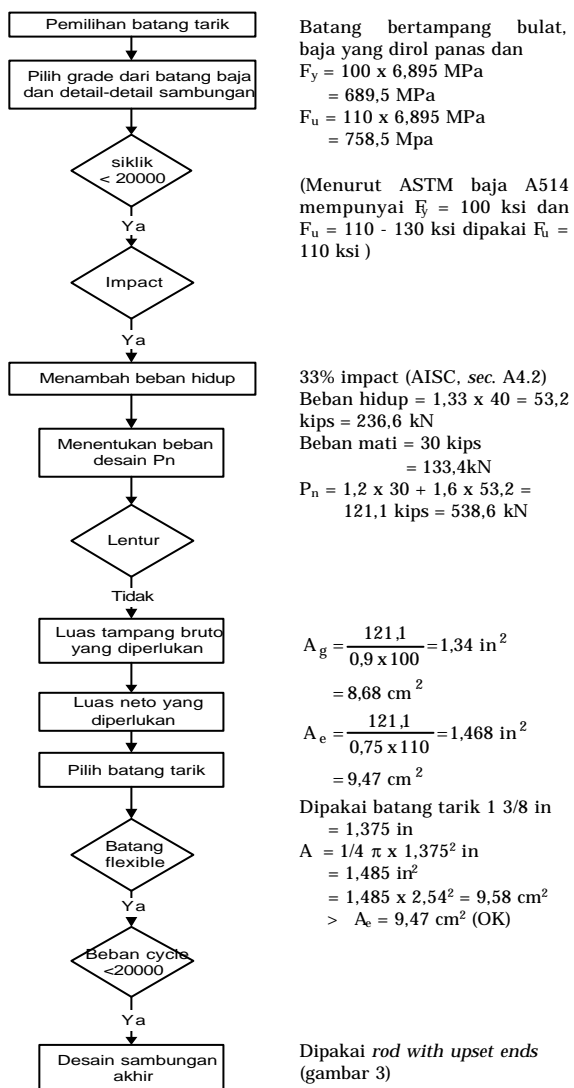 Pemilihan batang tarik
Pilih grade dari batang baja
dan detail-detail sambungan
siklik
< 20000
Ya
Impact
Ya
Menambah beban hidup
Menentukan beban
desain Pn
Lentur
Tidak
Luas tampang bruto
yang diperlukan
Luas neto yang
diperlukan
Pilih batang tarik
Batang
flexible
Ya
Beban cycle
<20000
Ya
Desain sambungan
akhir
Batang bertampang bulat,
baja yang dirol panas dan
Fy = 100 x 6,895 MPa
= 689,5 MPa
Fu = 110 x 6,895 MPa
= 758,5 Mpa
(Menurut ASTM baja A514
mempunyai Fy = 100 ksi dan
Fu = 110 - 130 ksi dipakai Fu =
110 ksi )
33% impact (AISC, sec. A4.2)
Beban hidup = 1,33 x 40 = 53,2
kips = 236,6 kN
Beban mati = 30 kips
= 133,4kN
Pn = 1,2 x 30 + 1,6 x 53,2 =
121,1 kips = 538,6 kN
A g = 121,1 / 0,9 x 100 = 1,34 in²
= 8,68 cm ²
A e = 121,1 / 0,75 x 110 = 1,468 in²
= 9,47 cm ²
Dipakai batang tarik 1 3/8 in
= 1,375 in
A = 1/4 π x 1,375² in
= 1,485 in²
= 1,485 x 2,54² = 9,58 cm²
> Ae = 9,47 cm² (OK)
Dipakai rod with upset ends
(gambar 3)